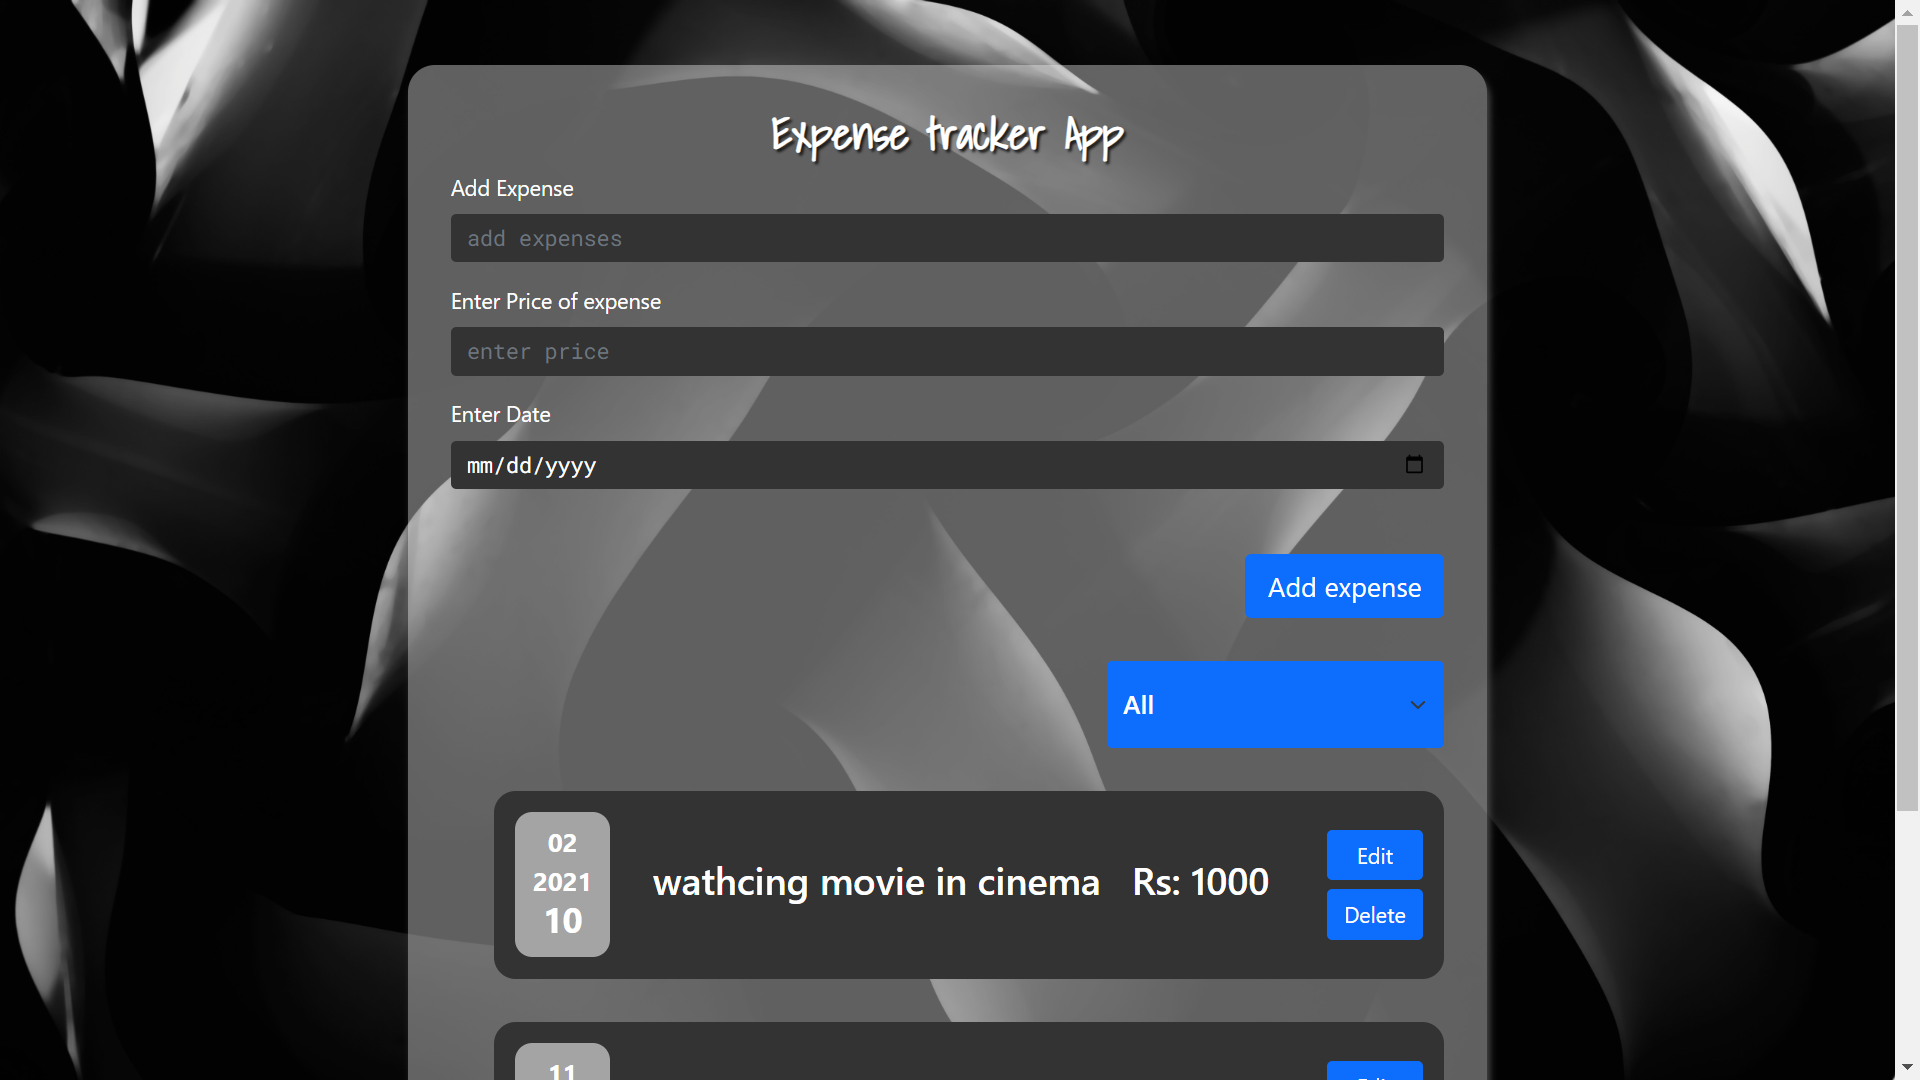 Expense tracker App
Add Expense
add expenses
Enter Price of expense
enter price
Enter Date
mm/dd/yyyy
Add expense
All
02
2021
10
wathcing movie in cinema Rs: 1000
Edit
Delete
11